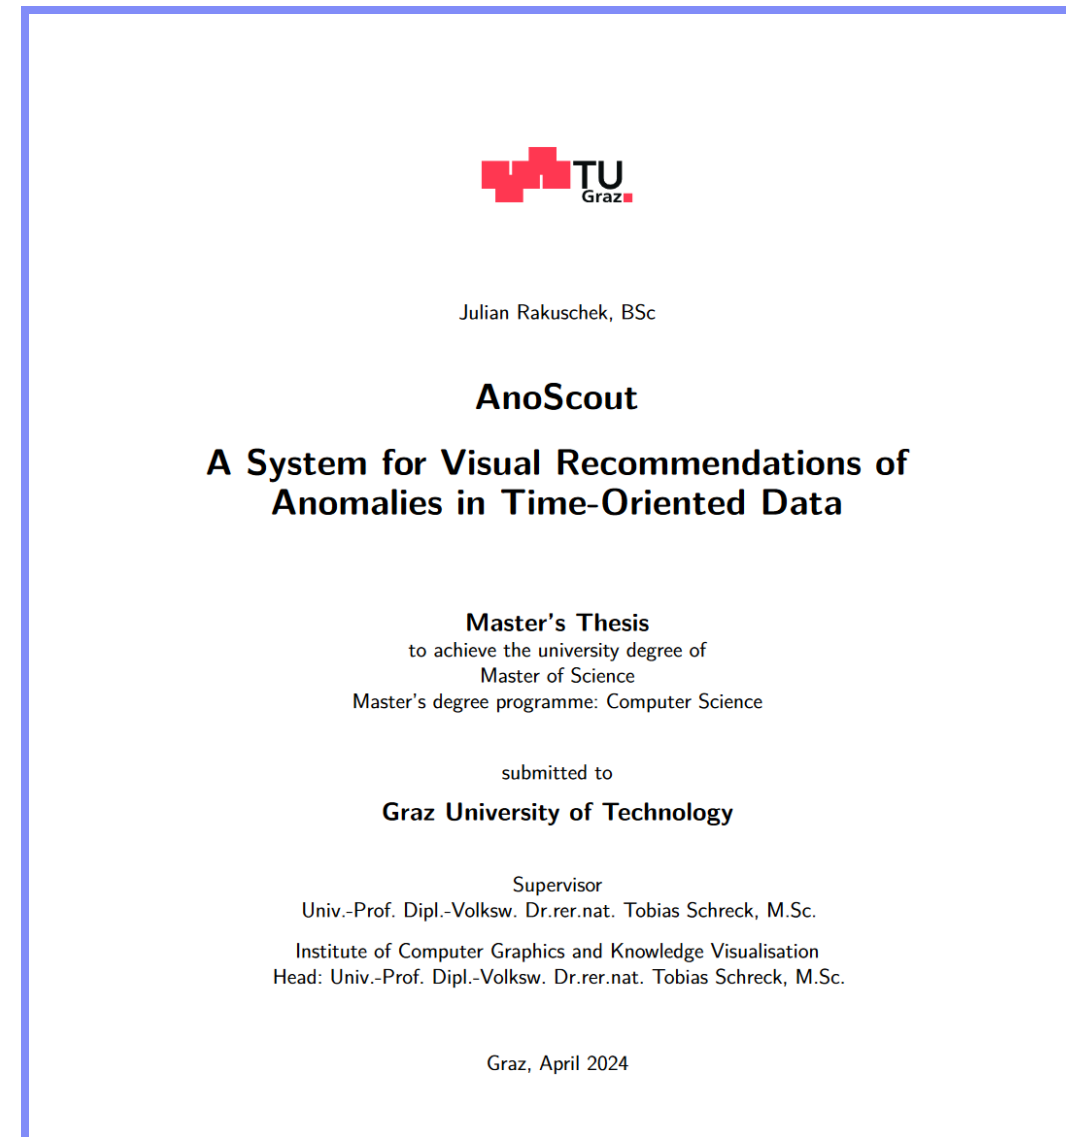 TU
Graz
Julian Rakuschek, BSc
AnoScout
A System for Visual Recommendations of
Anomalies in Time-Oriented Data
Master's Thesis
to achieve the university degree of
Master of Science
Master's degree programme: Computer Science
submitted to
Graz University of Technology
Supervisor
Univ.-Prof. Dipl.-Volksw. Dr.rer.nat. Tobias Schreck, M.Sc.
Institute of Computer Graphics and Knowledge Visualisation
Head: Univ.-Prof. Dipl.-Volksw. Dr.rer.nat. Tobias Schreck, M.Sc.
Graz, April 2024